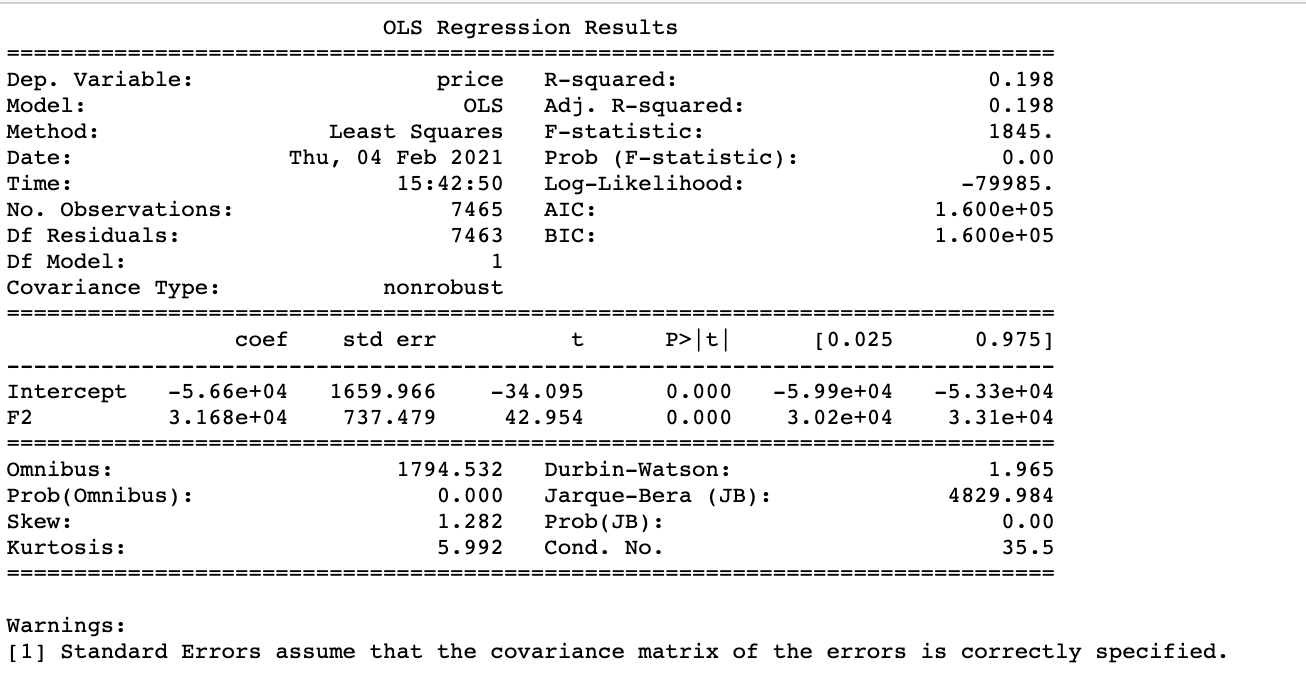 OLS Regression Results
==============================================================================
Dep. Variable: price R-squared: 0.198
Model: OLS Adj. R-squared: 0.198
Method: Least Squares F-statistic: 1845.
Date: Thu, 04 Feb 2021 Prob (F-statistic): 0.00
Time: 15:42:50 Log-Likelihood: -79985.
No. Observations: 7465 AIC: 1.600e+05
Df Residuals: 7463 BIC: 1.600e+05
Df Model: 1
Covariance Type: nonrobust
==============================================================================
coef std err t P>|t| [0.025 0.975]
------------------------------------------------------------------------------
Intercept -5.66e+04 1659.966 -34.095 0.000 -5.99e+04 -5.33e+04
F2 3.168e+04 737.479 42.954 0.000 3.02e+04 3.31e+04
==============================================================================
Omnibus: 1794.532 Durbin-Watson: 1.965
Prob(Omnibus): 0.000 Jarque-Bera (JB): 4829.984
Skew: 1.282 Prob(JB): 0.00
Kurtosis: 5.992 Cond. No. 35.5
==============================================================================
Warnings:
[1] Standard Errors assume that the covariance matrix of the errors is correctly specified.